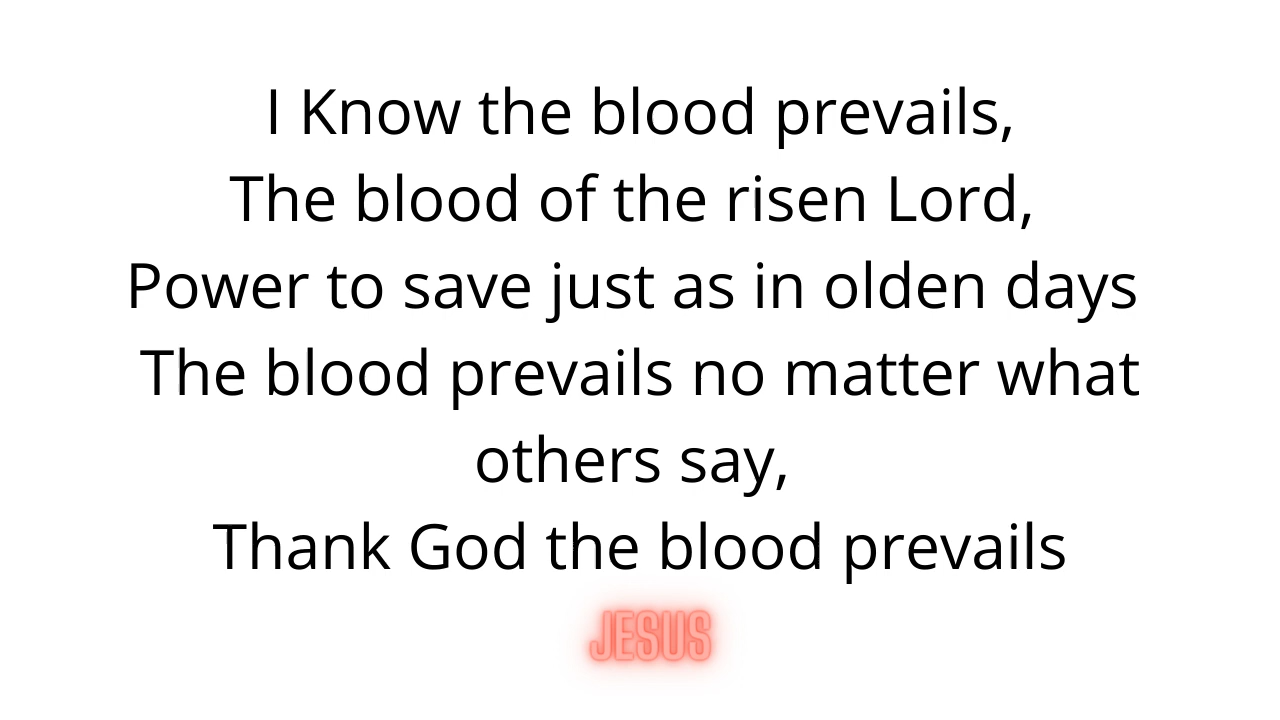 I Know the blood prevails,
The blood of the risen Lord,
Power to save just as in olden days
The blood prevails no matter what
others say,
Thank God the blood prevails
JESUS